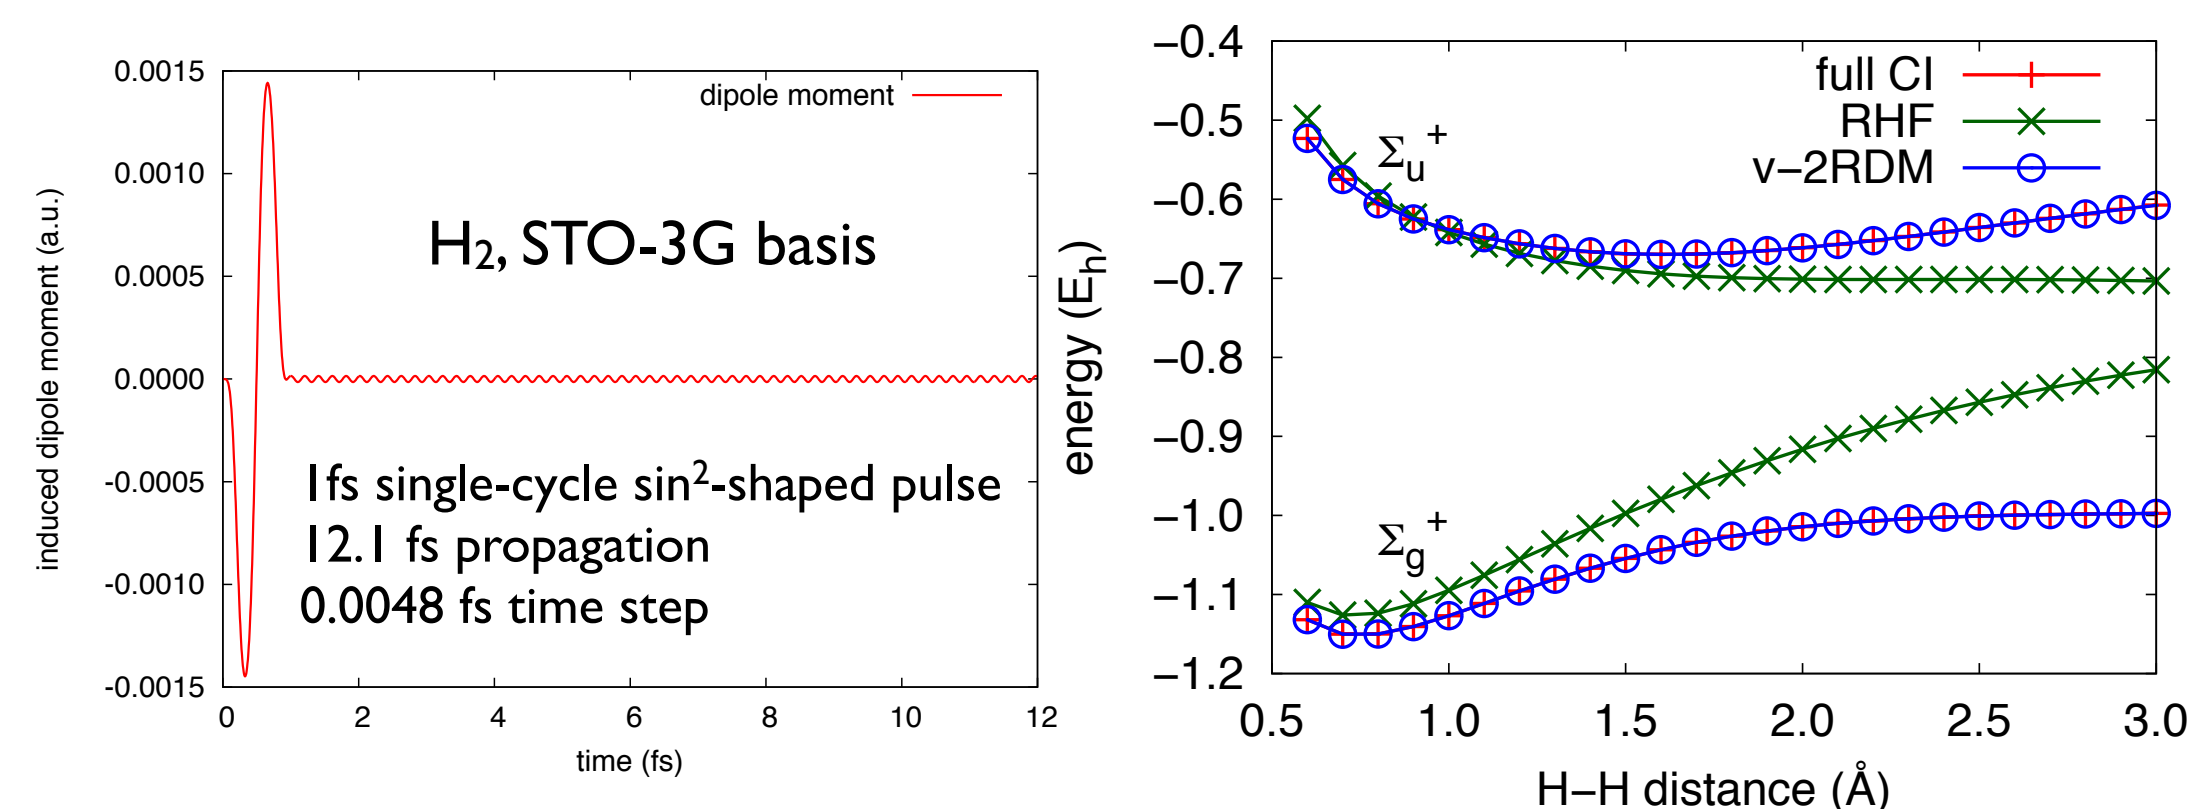 0.0015
0.0010
0.0005
0.0000
-0.0005
-0.0010
-0.0015
induced dipole moment (a.u.)
dipole moment
H₂, STO-3G basis
1fs single-cycle sin²-shaped pulse
12.1 fs propagation
0.0048 fs time step
0 2 4 6 8 10 12
time (fs)
−0.4
−0.5
−0.6
−0.7
−0.8
−0.9
−1.0
−1.1
−1.2
energy (Eₕ)
full CI
RHF
v−2RDM
Σᵤ⁺
Σg⁺
0.5 1.0 1.5 2.0 2.5 3.0
H−H distance (Å)